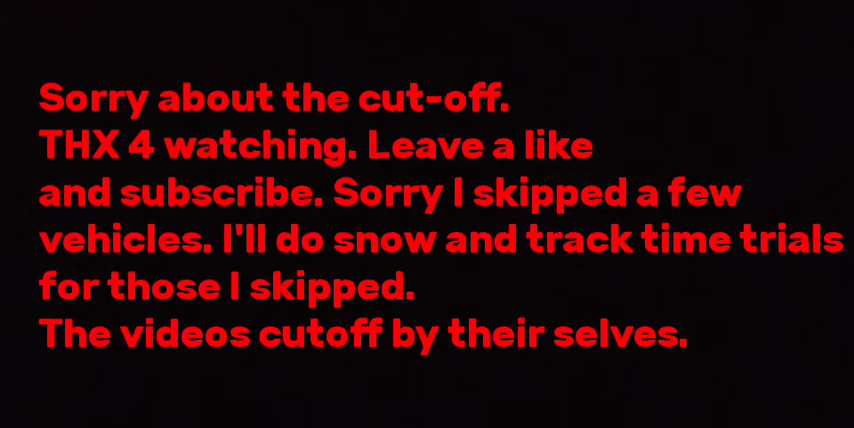 Sorry about the cut-off.
THX 4 watching. Leave a like
and subscribe. Sorry I skipped a few
vehicles. I'll do snow and track time trials
for those I skipped.
The videos cutoff by their selves.